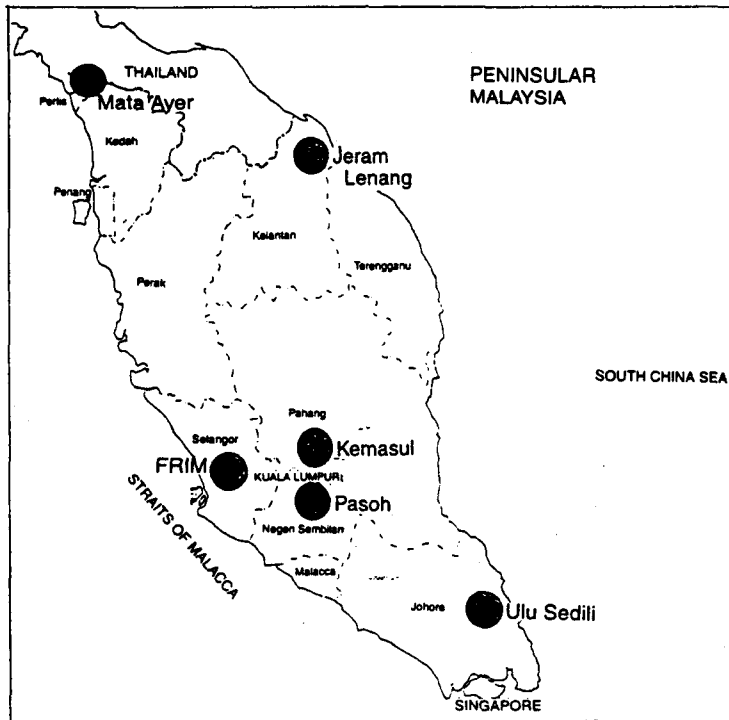 THAILAND
PENINSULAR
MALAYSIA
Perlis
Mata Ayer
Kedah
Jeram
Lenang
Penang
Kelantan
Terengganu
Perak
SOUTH CHINA SEA
Pahang
Selangor
Kemasul
FRIM
KUALA LUMPUR
STRAITS OF MALACCA
Pasoh
Negeri Sembilan
Malacca
Johore
Ulu Sedili
SINGAPORE